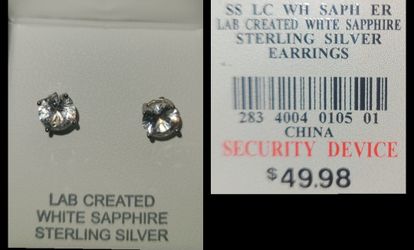 LAB CREATED
WHITE SAPPHIRE
STERLING SILVER
SS LC WH SAPH ER
LAB CREATED WHITE SAPPHIRE
STERLING SILVER
EARRINGS
283 4004 0105 01
CHINA
SECURITY DEVICE
$49.98